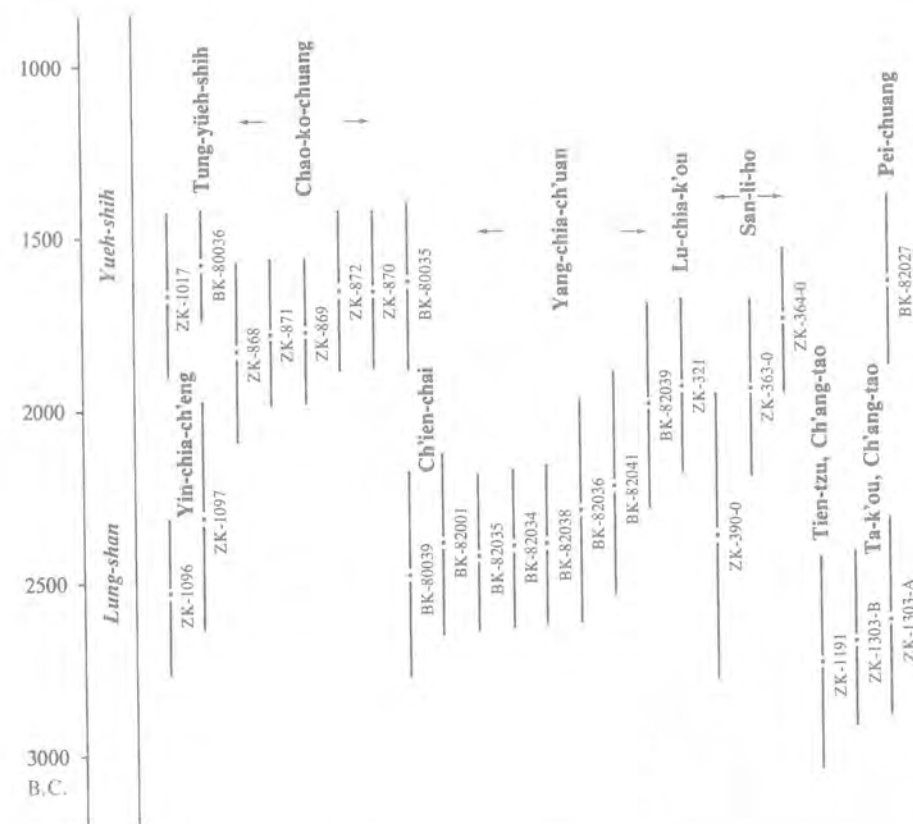 1000
1500
2000
2500
3000
B.C.
Yueh-shih
Lung-shan
Tung-yüeh-shih
Chao-ko-chuang
Yang-chia-ch'uan
Lu-chia-k'ou
San-li-ho
Pei-chuang
Yin-chia-ch'eng
Ch'ien-chai
Tien-tzu, Ch'ang-tao
Ta-k'ou, Ch'ang-tao
ZK-1017
BK-80036
ZK-868
ZK-871
ZK-869
ZK-872
ZK-870
BK-80035
ZK-1096
ZK-1097
BK-80039
BK-82001
BK-82035
BK-82034
BK-82038
BK-82036
BK-82041
BK-82039
ZK-321
ZK-390-0
ZK-363-0
ZK-364-0
ZK-1191
ZK-1303-B
ZK-1303-A
BK-82027